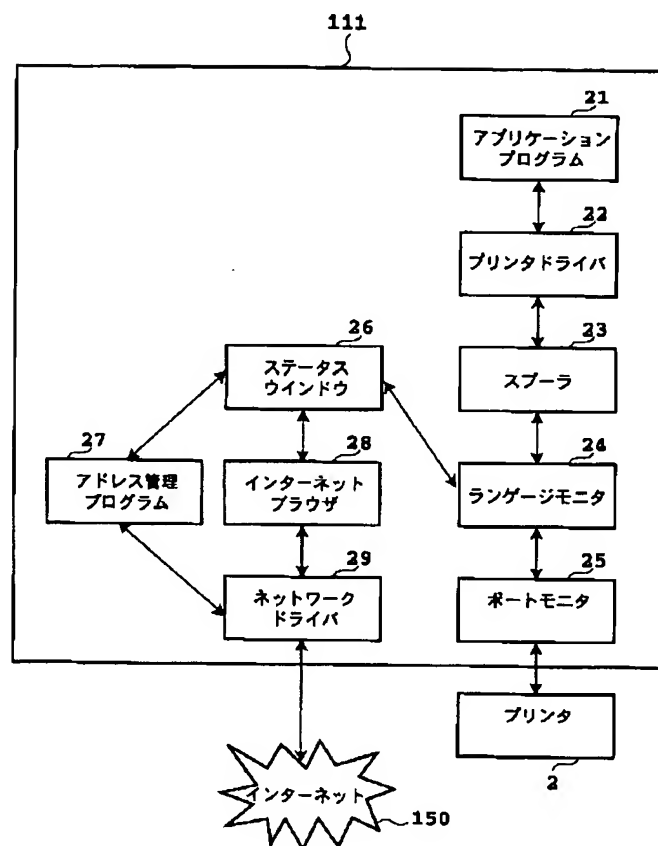 111
21
アプリケーション
プログラム
22
プリンタドライバ
23
スプーラ
26
ステータス
ウインドウ
27
アドレス管理
プログラム
28
インターネット
ブラウザ
24
ランゲージモニタ
29
ネットワーク
ドライバ
25
ポートモニタ
プリンタ
2
インターネット
150